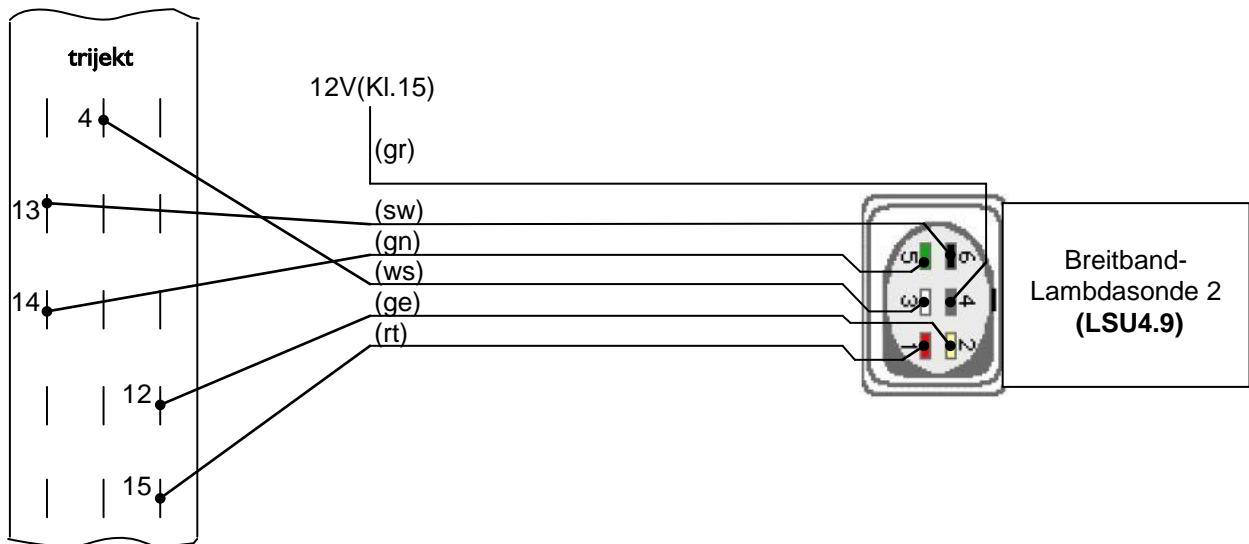 trijekt
12V(Kl.15)
4
(gr)
13
(sw)
(gn)
(ws)
14
(ge)
(rt)
12
15
5
6
3
4
1
2
Breitband-
Lambdasonde 2
(LSU4.9)